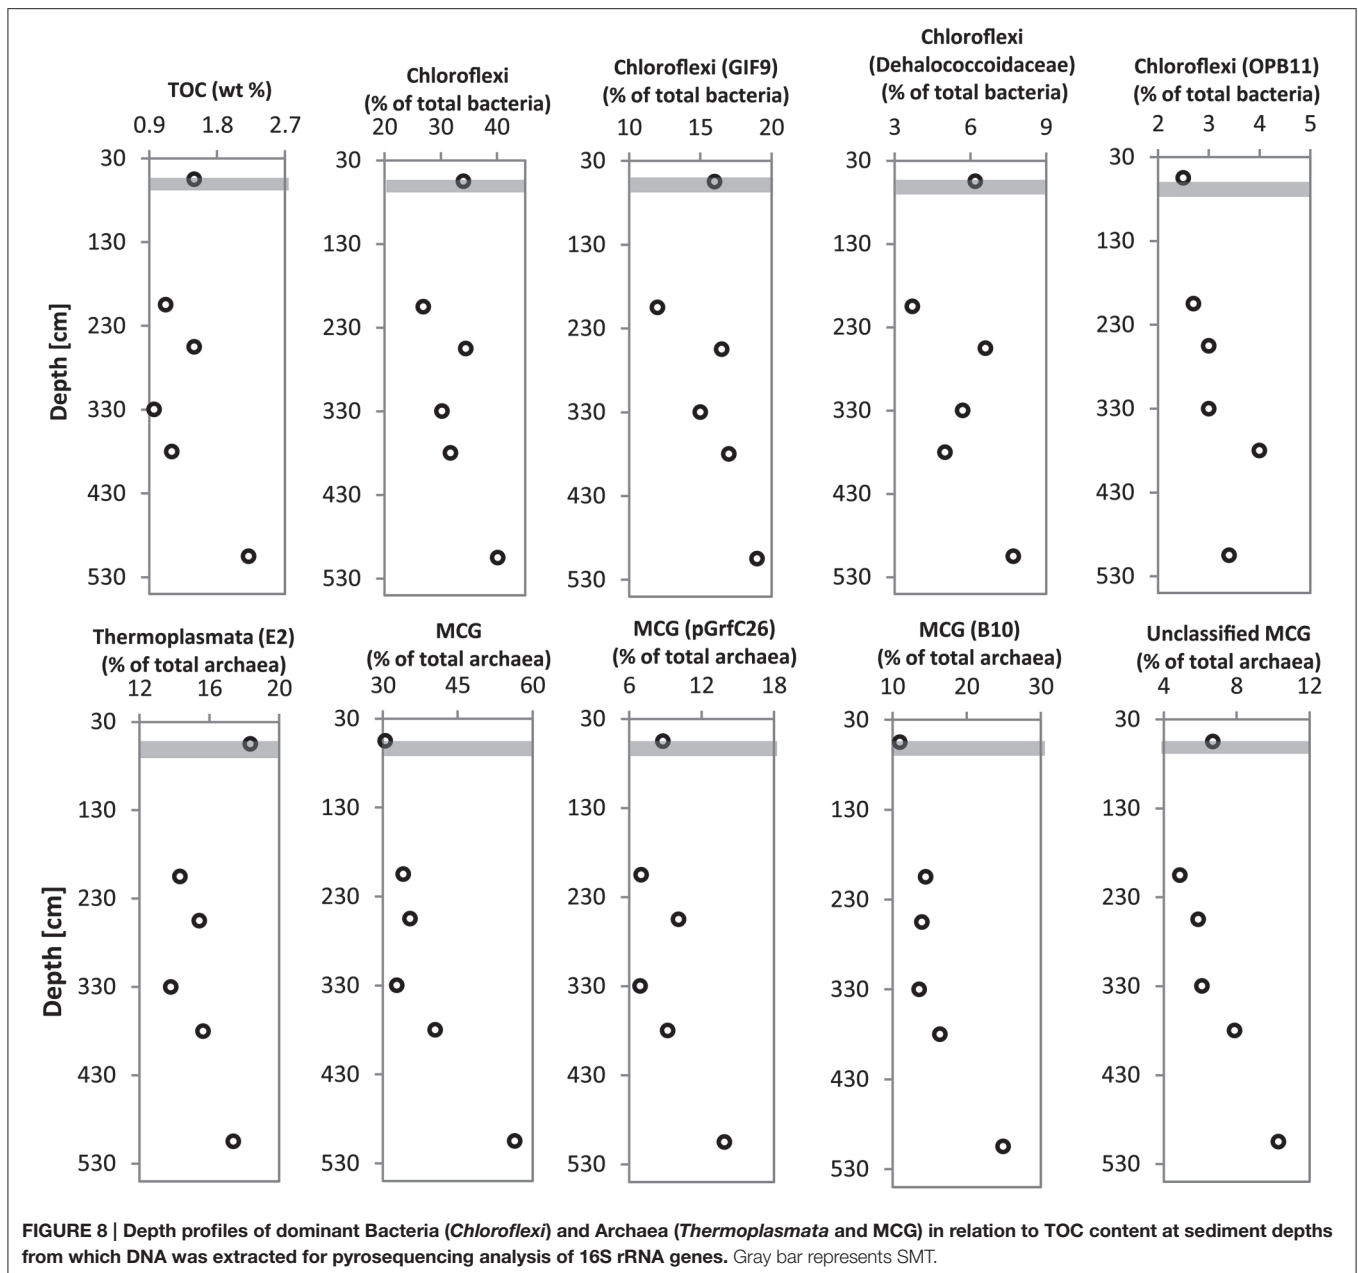 TOC (wt %)
0.9 1.8 2.7
30
130
230
330
430
530
Depth [cm]
Chloroflexi
(% of total bacteria)
20 30 40
30
130
230
330
430
530
Chloroflexi (GIF9)
(% of total bacteria)
10 15 20
30
130
230
330
430
530
Chloroflexi
(Dehalococcoidaceae)
(% of total bacteria)
3 6 9
30
130
230
330
430
530
Chloroflexi (OPB11)
(% of total bacteria)
2 3 4 5
30
130
230
330
430
530
Thermoplasmata (E2)
(% of total archaea)
12 16 20
30
130
230
330
430
530
Depth [cm]
MCG
(% of total archaea)
30 45 60
30
130
230
330
430
530
MCG (pGrfC26)
(% of total archaea)
6 12 18
30
130
230
330
430
530
MCG (B10)
(% of total archaea)
10 20 30
30
130
230
330
430
530
Unclassified MCG
(% of total archaea)
4 8 12
30
130
230
330
430
530
FIGURE 8 | Depth profiles of dominant Bacteria (Chloroflexi) and Archaea (Thermoplasmata and MCG) in relation to TOC content at sediment depths
from which DNA was extracted for pyrosequencing analysis of 16S rRNA genes. Gray bar represents SMT.